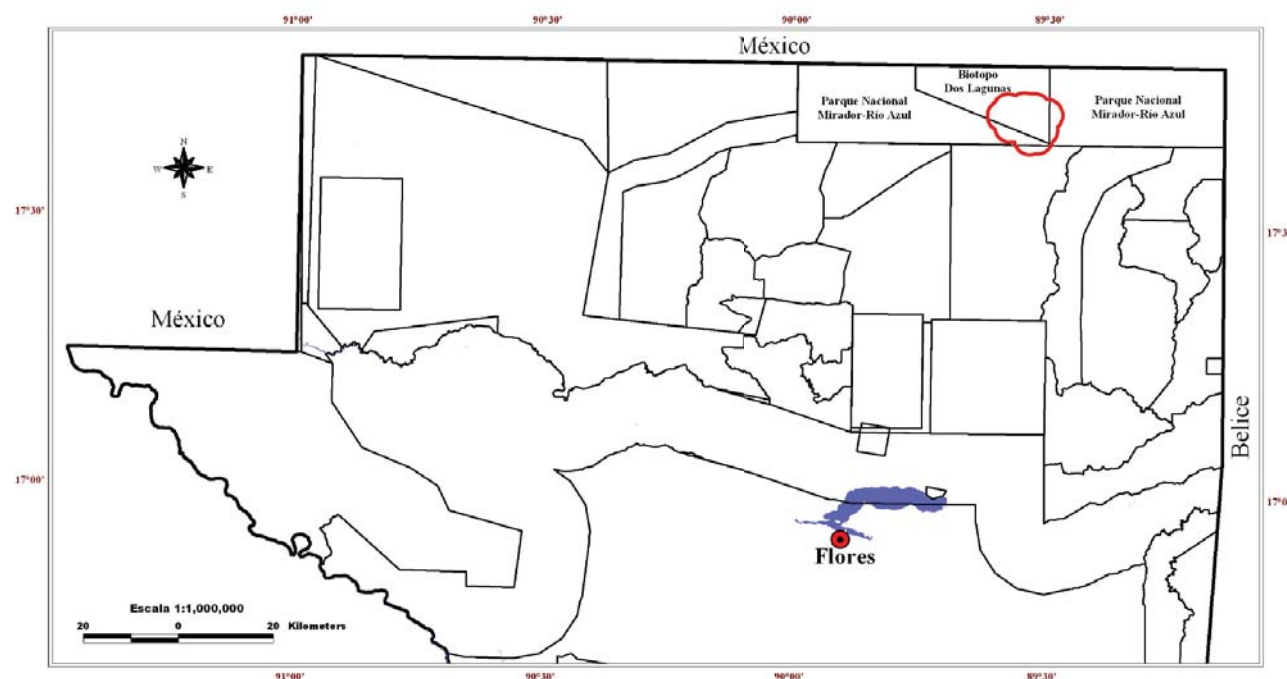 91°00'
90°30'
90°00'
89°30'
México
Biotopo
Dos Lagunas
Parque Nacional
Mirador-Río Azul
Parque Nacional
Mirador-Río Azul
N
W
E
S
17°30'
17°3
México
Belice
17°00'
17°0
Flores
Escala 1:1,000,000
20
0
20
Kilometers
91°00'
90°30'
90°00'
89°30'